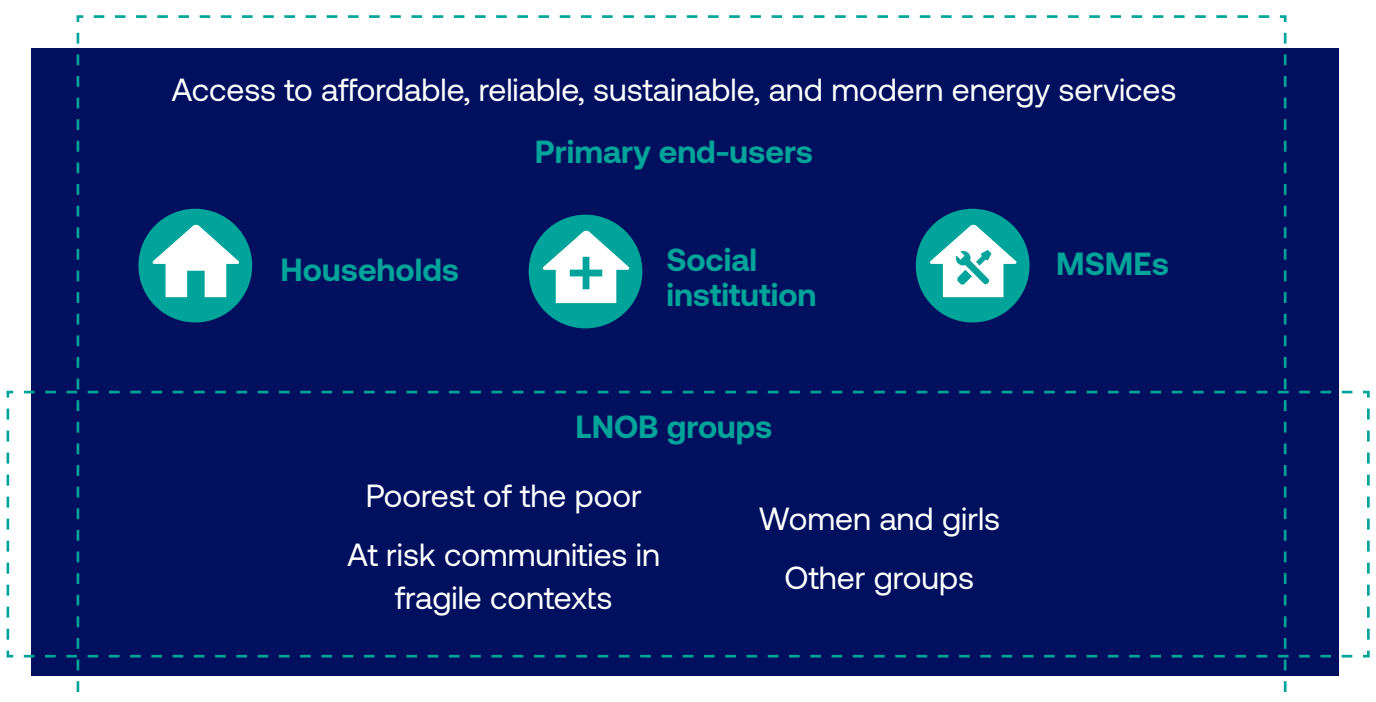 Access to affordable, reliable, sustainable, and modern energy services
Primary end-users
Households
Social
institution
MSMEs
LNOB groups
Poorest of the poor
At risk communities in
fragile contexts
Women and girls
Other groups